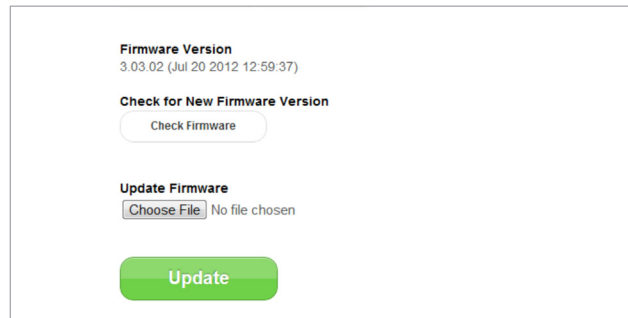 Firmware Version
3.03.02 (Jul 20 2012 12:59:37)
Check for New Firmware Version
Check Firmware
Update Firmware
Choose File No file chosen
Update